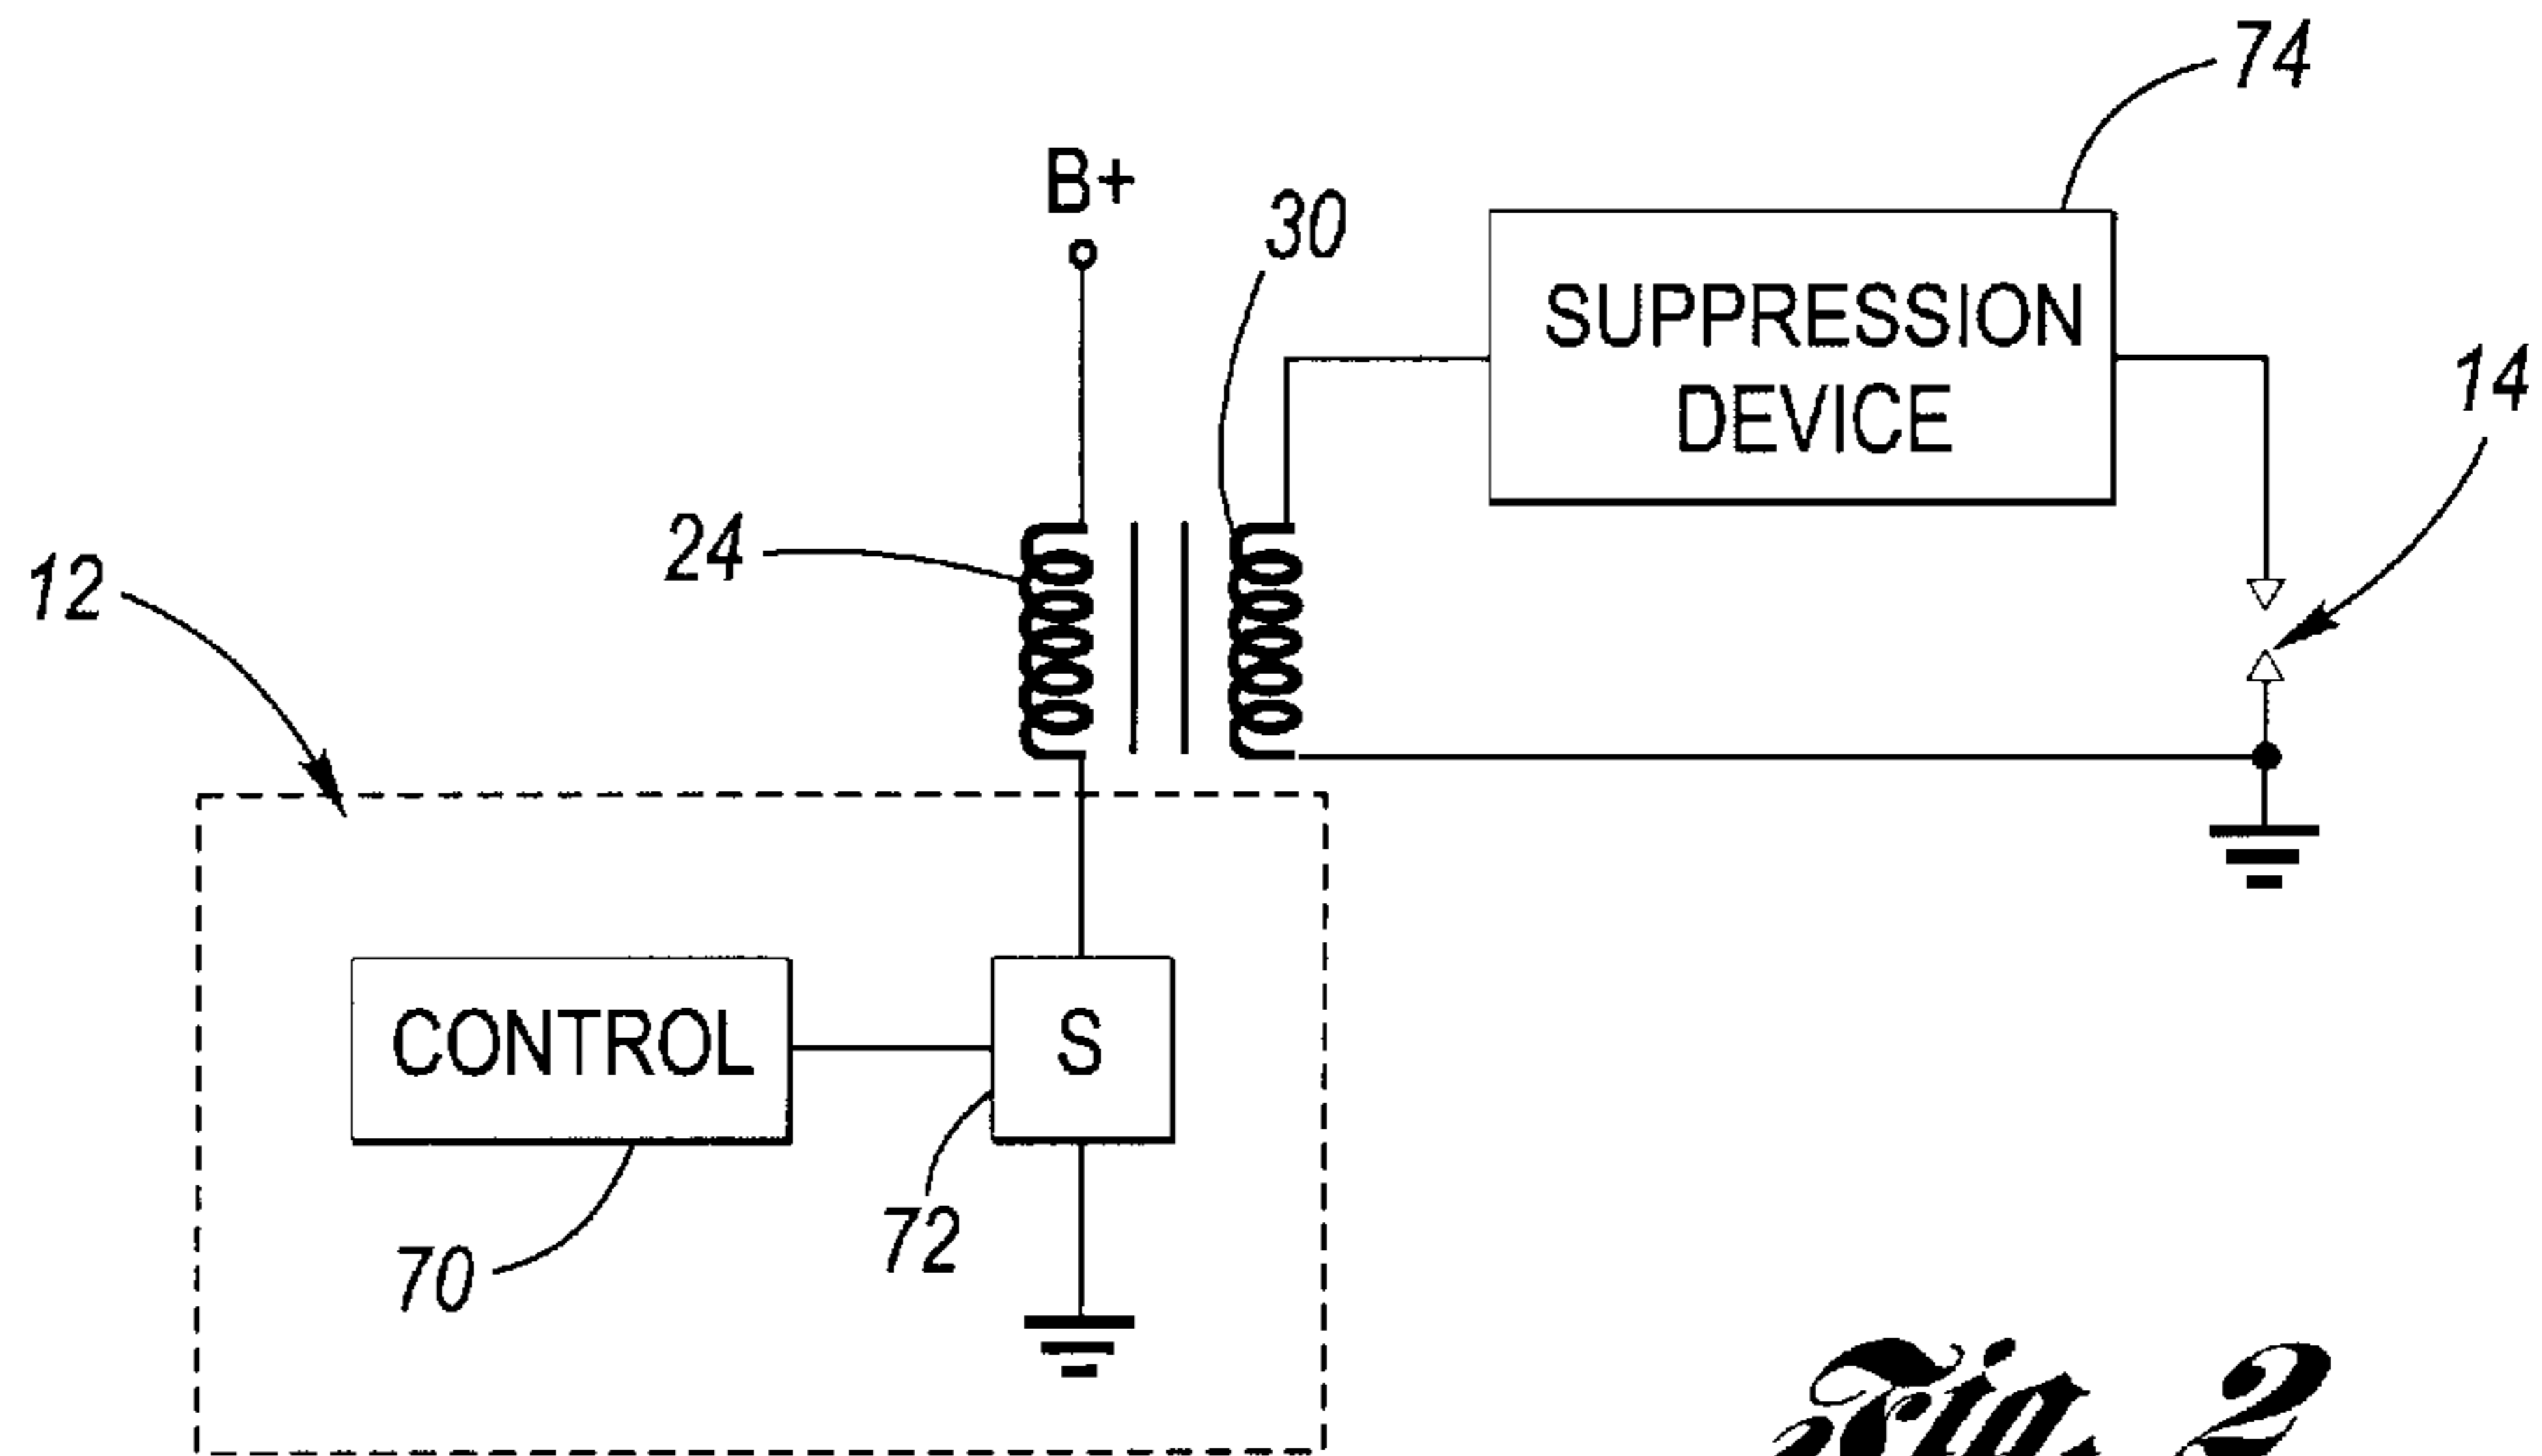 74
B+
30
SUPPRESSION
DEVICE
14
24
12
CONTROL
S
72
70
Fig. 2